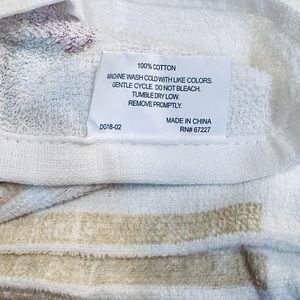 100% COTTON
MACHINE WASH COLD WITH LIKE COLORS.
GENTLE CYCLE. DO NOT BLEACH.
TUMBLE DRY LOW.
REMOVE PROMPTLY.
MADE IN CHINA
DG18-02 RN# 67227